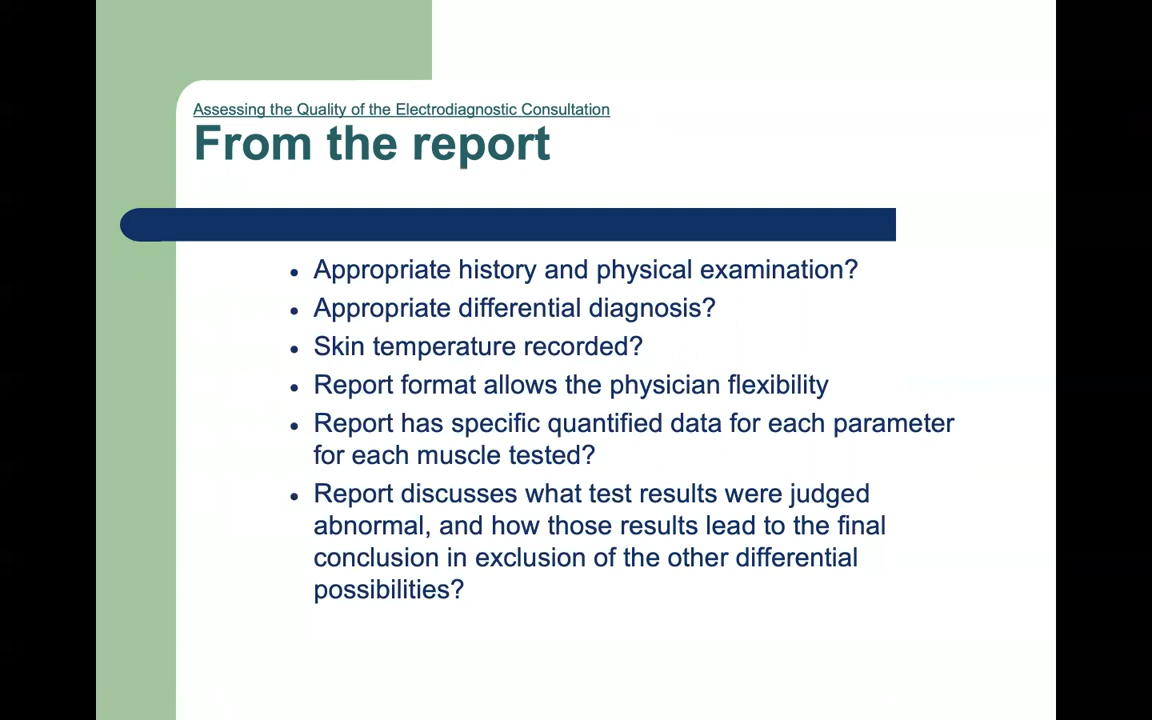 Assessing the Quality of the Electrodiagnostic Consultation
From the report
• Appropriate history and physical examination?
• Appropriate differential diagnosis?
• Skin temperature recorded?
• Report format allows the physician flexibility
• Report has specific quantified data for each parameter
for each muscle tested?
• Report discusses what test results were judged
abnormal, and how those results lead to the final
conclusion in exclusion of the other differential
possibilities?